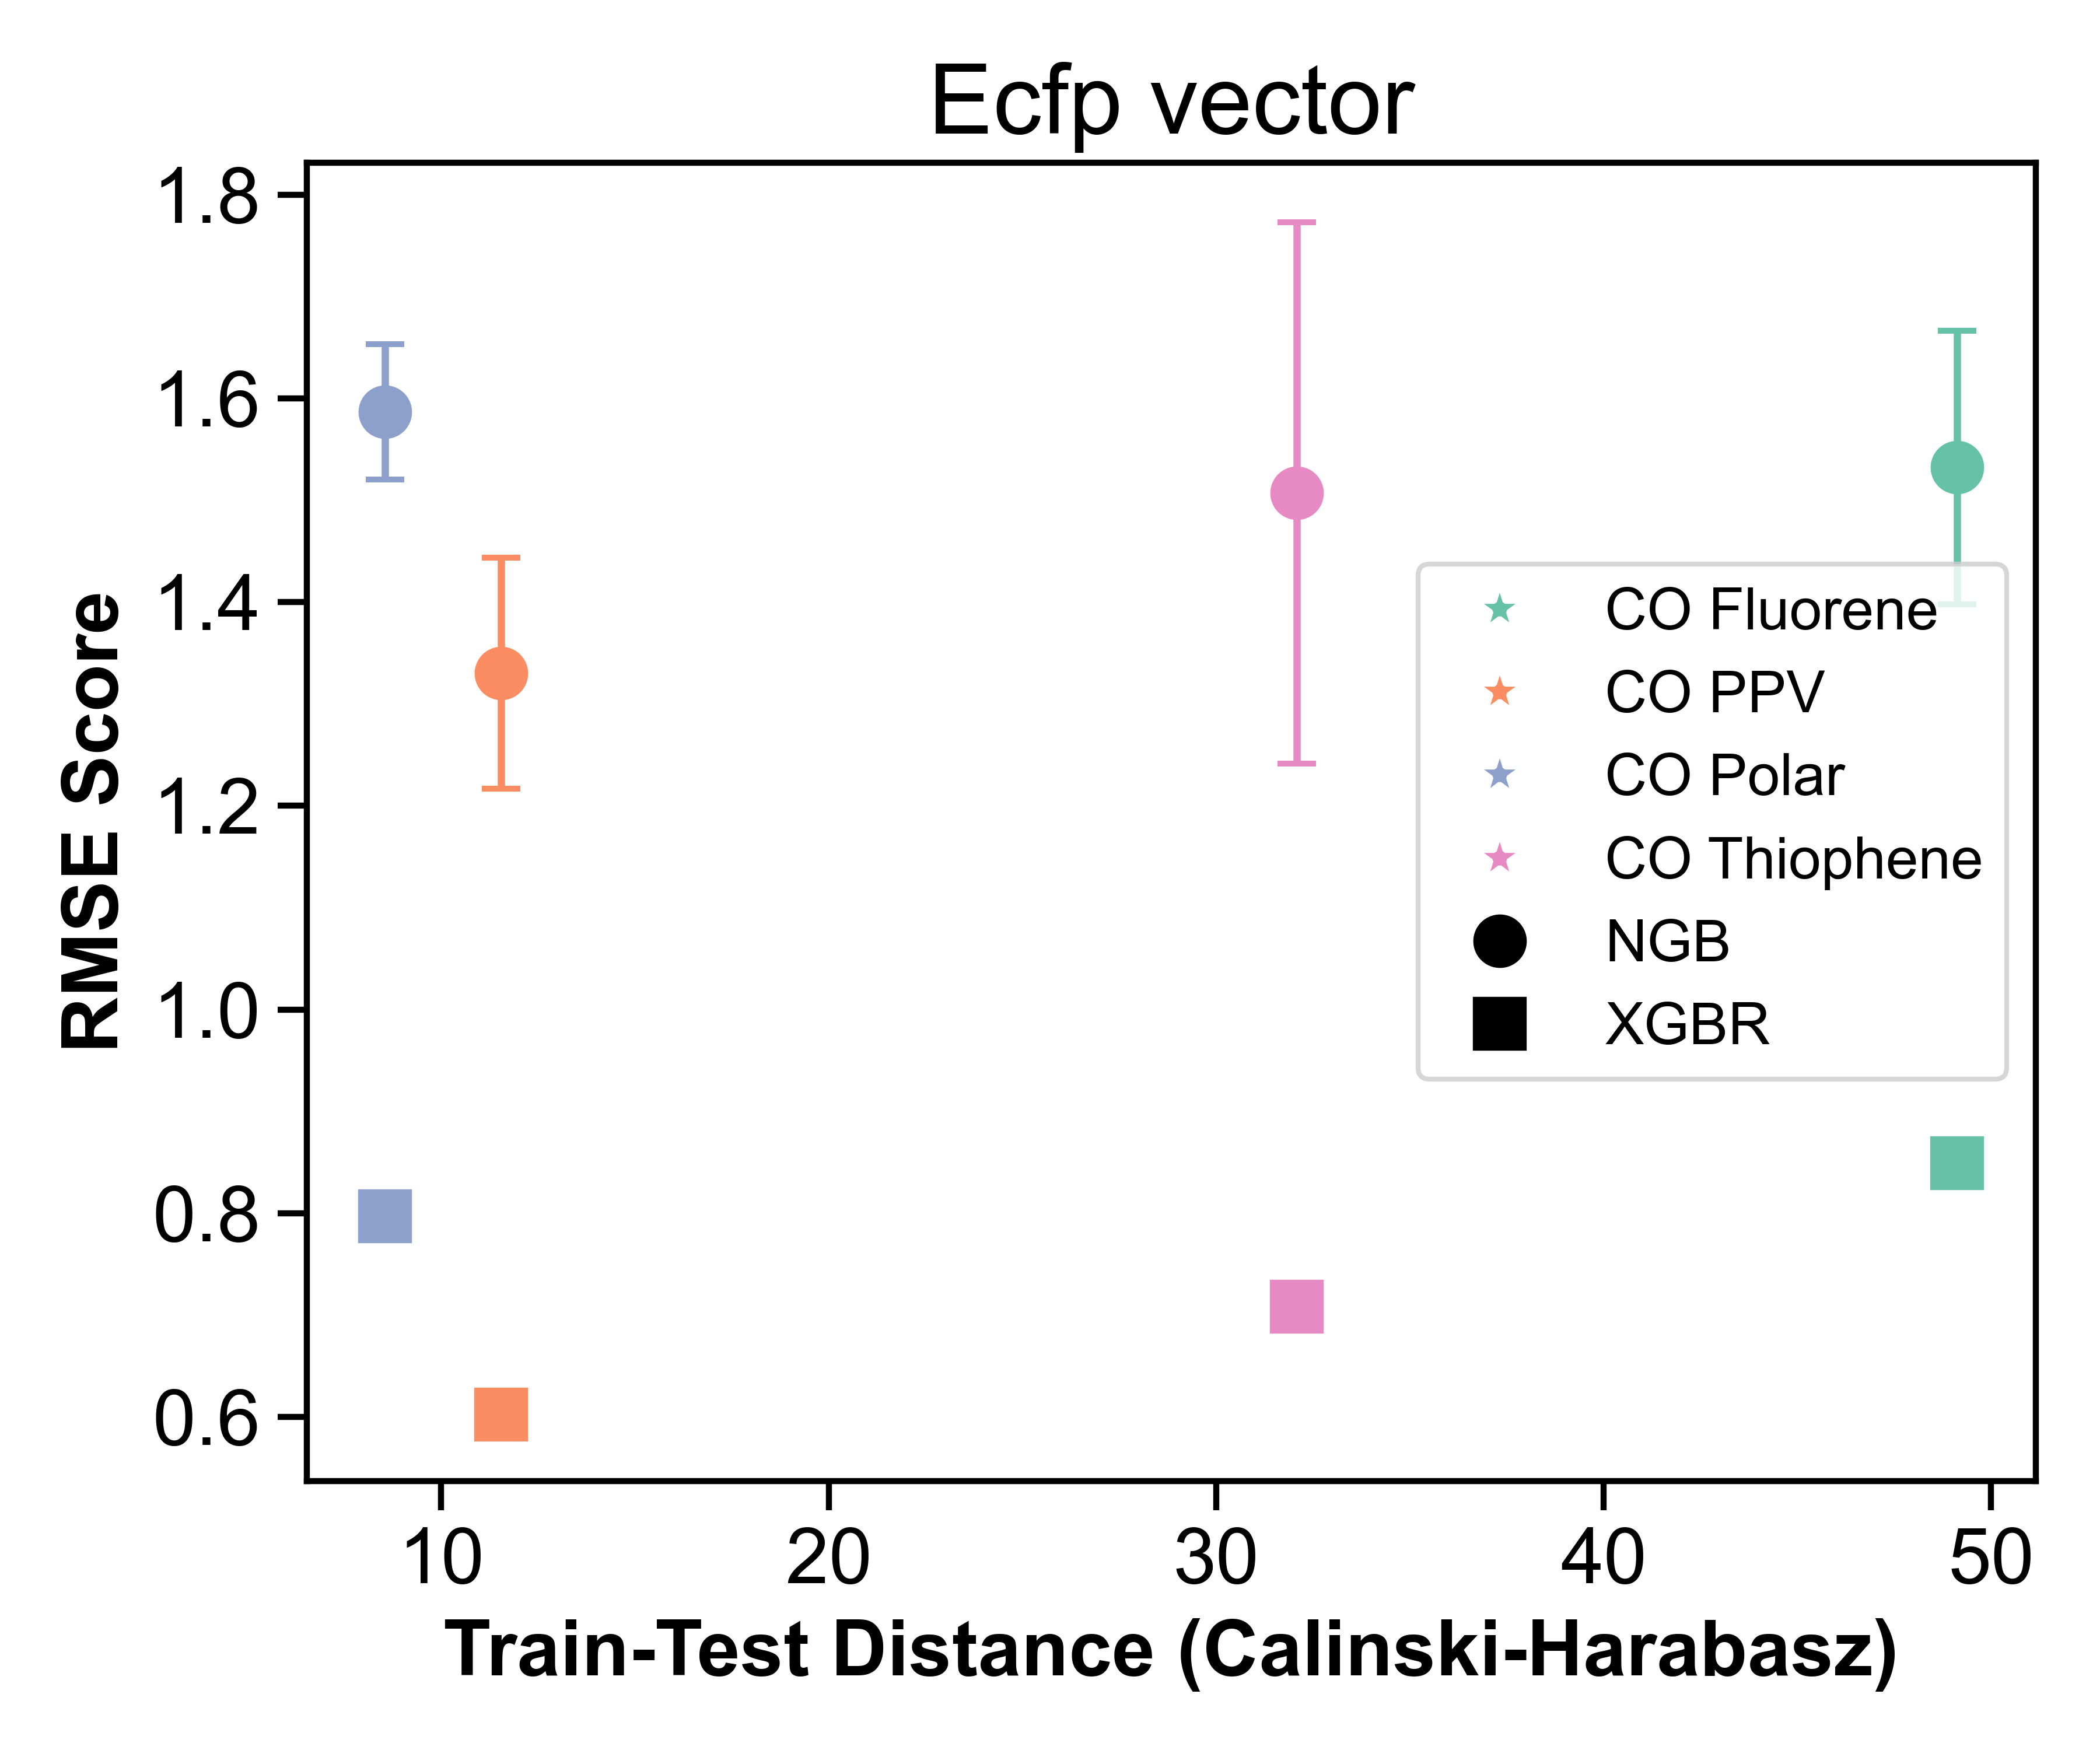 Ecfp vector
1.8
1.6
1.4
1.2
1.0
0.8
0.6
RMSE Score
CO Fluorene
CO PPV
CO Polar
CO Thiophene
NGB
XGBR
10 20 30 40 50
Train-Test Distance (Calinski-Harabasz)